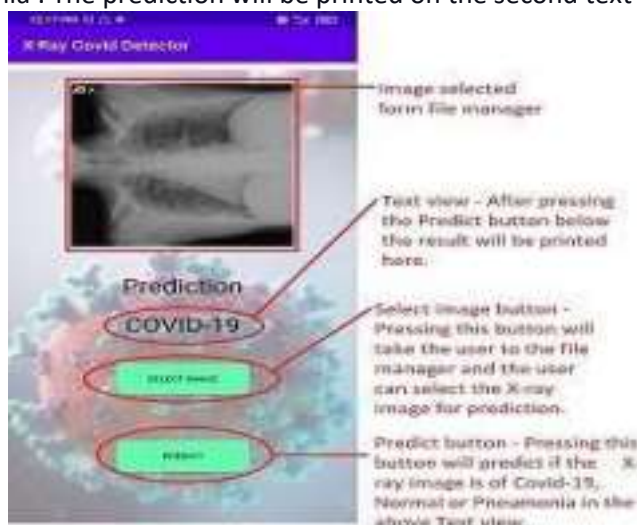 . The prediction will be printed on the second text
X-Ray Covid Detector
Image selected
form file manager
Text view - After pressing
the Predict button below
the result will be printed
here.
Prediction
COVID-19
Select image button -
Pressing this button will
take the user to the file
manager and the user
can select the X-ray
image for prediction.
SELECT IMAGE
Predict button - Pressing this
button will predict if the X-
ray image is of Covid-19,
Normal or Pneumonia in the
above Text view
PREDICT